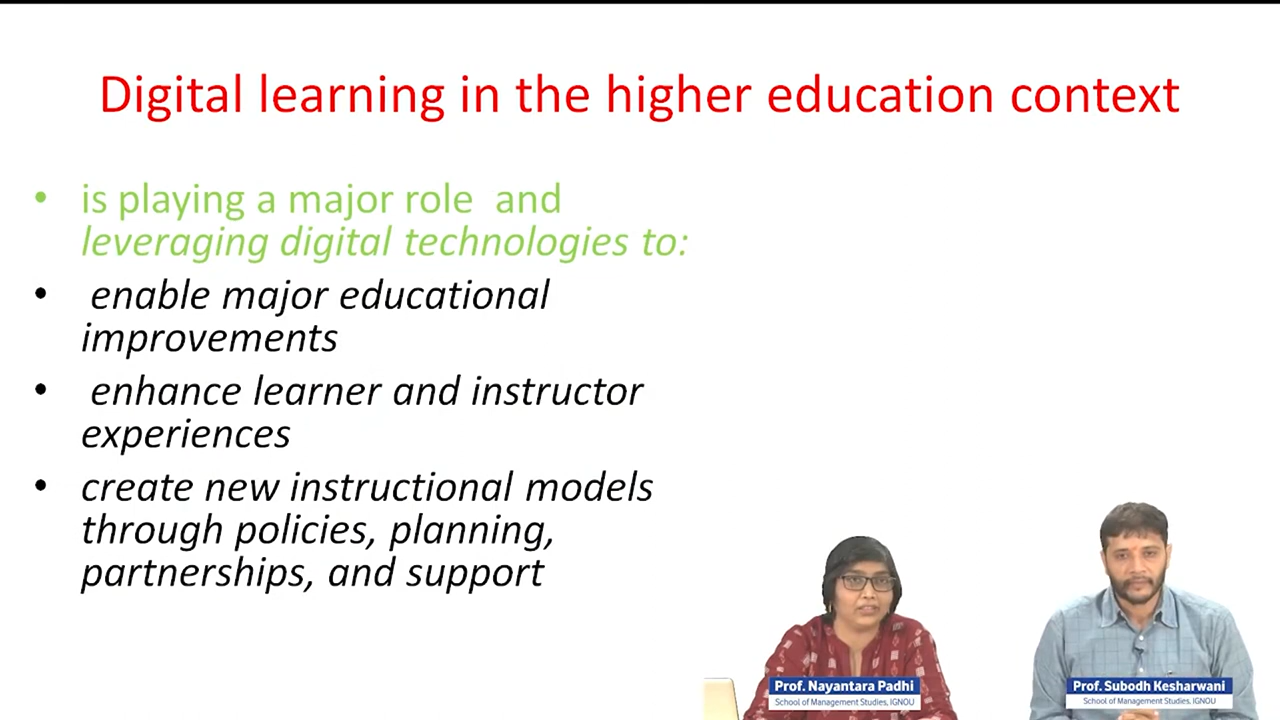 Digital learning in the higher education context
• is playing a major role and
leveraging digital technologies to:
• enable major educational
improvements
• enhance learner and instructor
experiences
• create new instructional models
through policies, planning,
partnerships, and support
Prof. Nayantara Padhi
School of Management Studies, IGNOU
Prof. Subodh Kesharwani
School of Management Studies, IGNOU